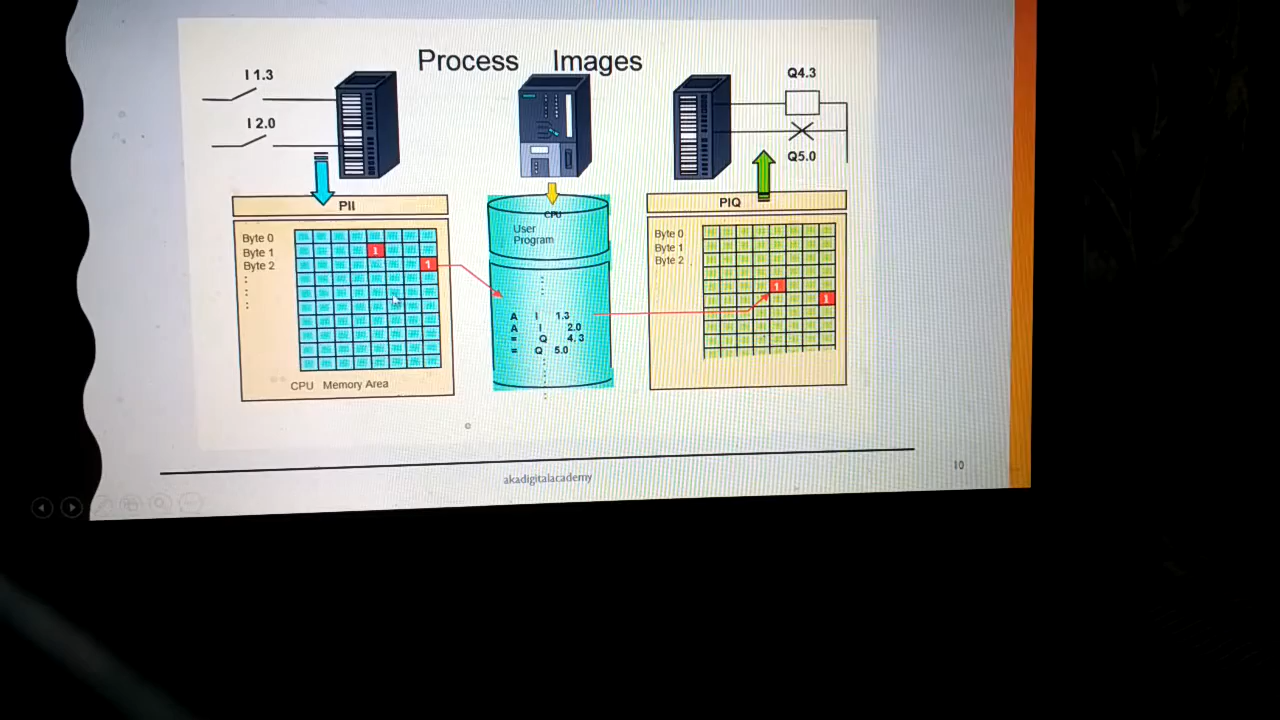 Process Images
I 1.3
I 2.0
Q4.3
Q5.0
PII
Byte 0
Byte 1
Byte 2
1
1
CPU Memory Area
CPU
User
Program
A I 1.3
A I 2.0
= Q 4.3
= Q 5.0
PIQ
Byte 0
Byte 1
Byte 2
1
1
akadigitalacademy
10